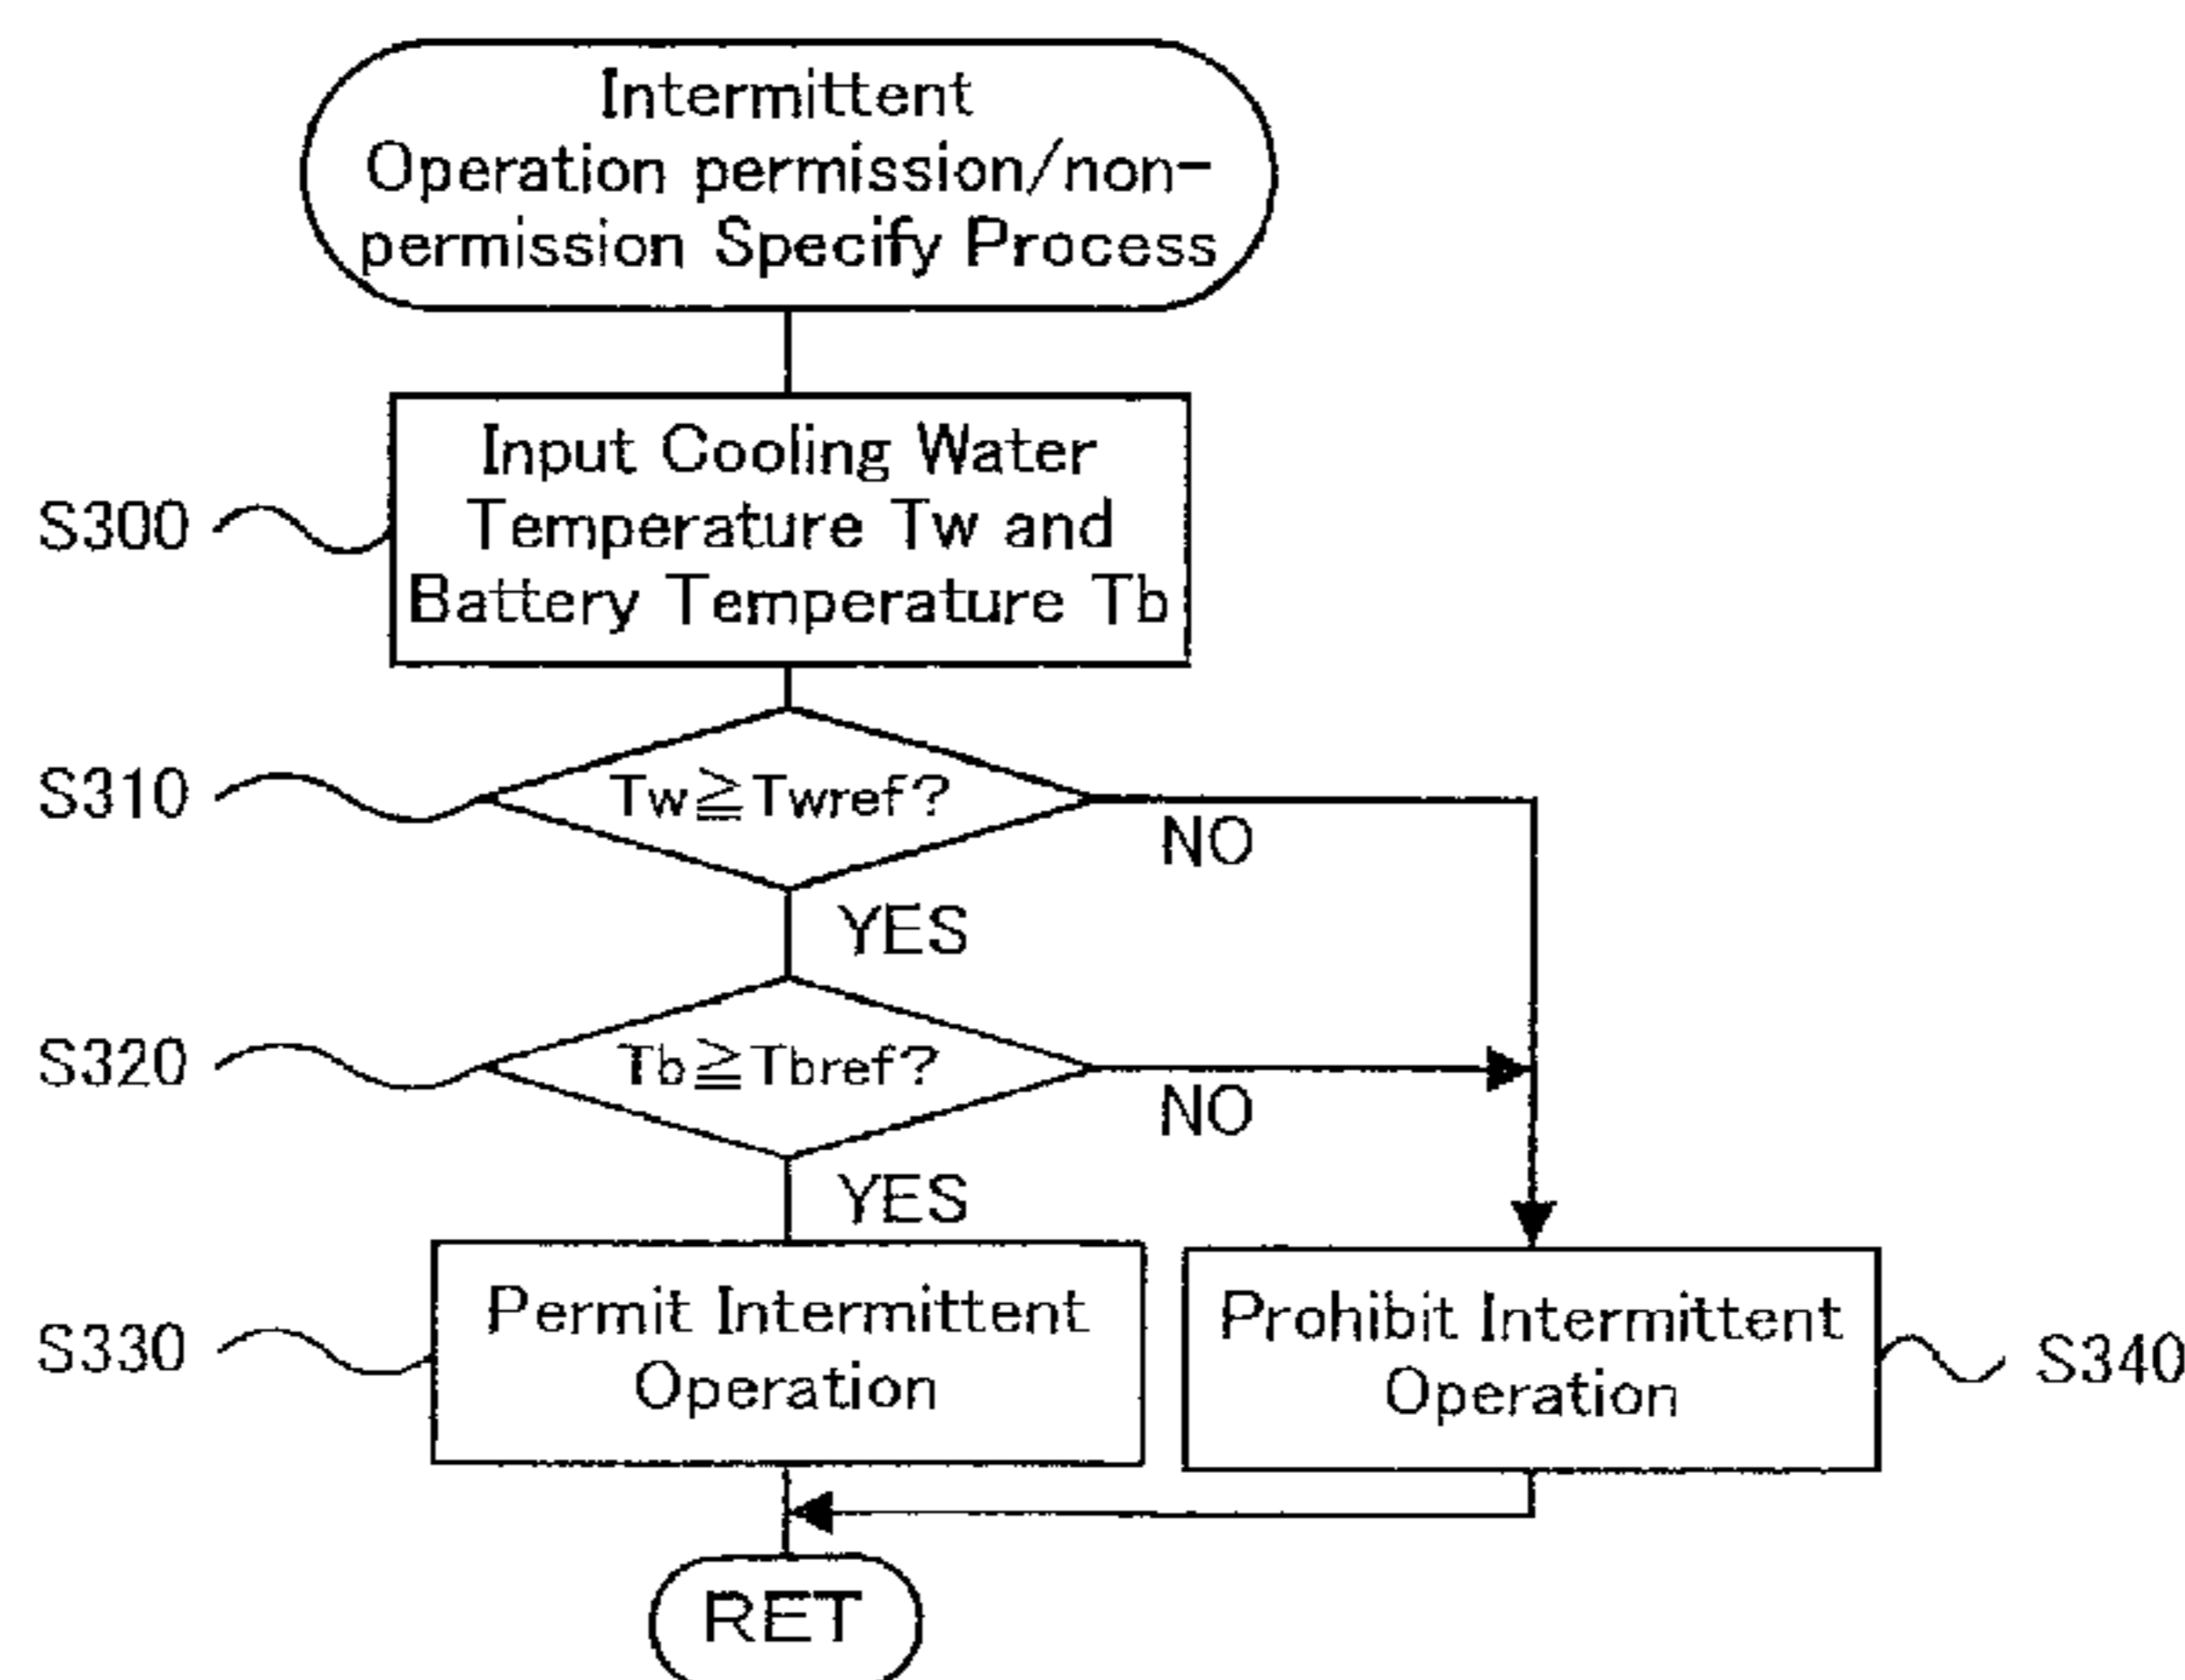 Intermittent
Operation permission/non-
permission Specify Process
S300
Input Cooling Water
Temperature Tw and
Battery Temperature Tb
S310
Tw≧Twref?
NO
YES
S320
Tb≧Tbref?
NO
YES
S330
Permit Intermittent
Operation
Prohibit Intermittent
Operation
S340
RET